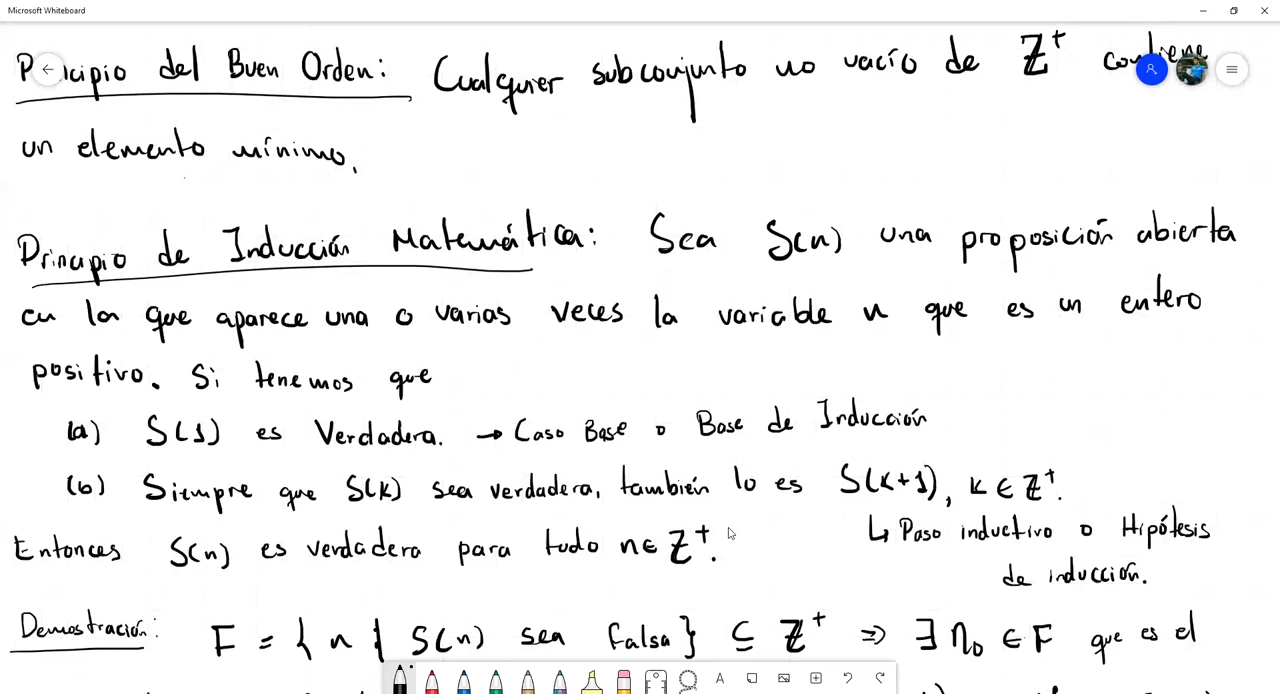 Microsoft Whiteboard
Principio del Buen Orden: Cualquier subconjunto no vacío de Z⁺ contiene
un elemento mínimo.
Principio de Inducción Matemática: Sea S(n) una proposición abierta
en la que aparece una o varias veces la variable n que es un entero
positivo. Si tenemos que
(a) S(1) es Verdadera. → Caso Base o Base de Inducción
(b) Siempre que S(k) sea verdadera, también lo es S(k+1), k ∈ Z⁺.
↳ Paso inductivo o Hipótesis
de inducción.
Entonces S(n) es verdadera para todo n ∈ Z⁺.
Demostración: F = { n | S(n) sea falsa } ⊆ Z⁺ ⇒ ∃ n₀ ∈ F que es el